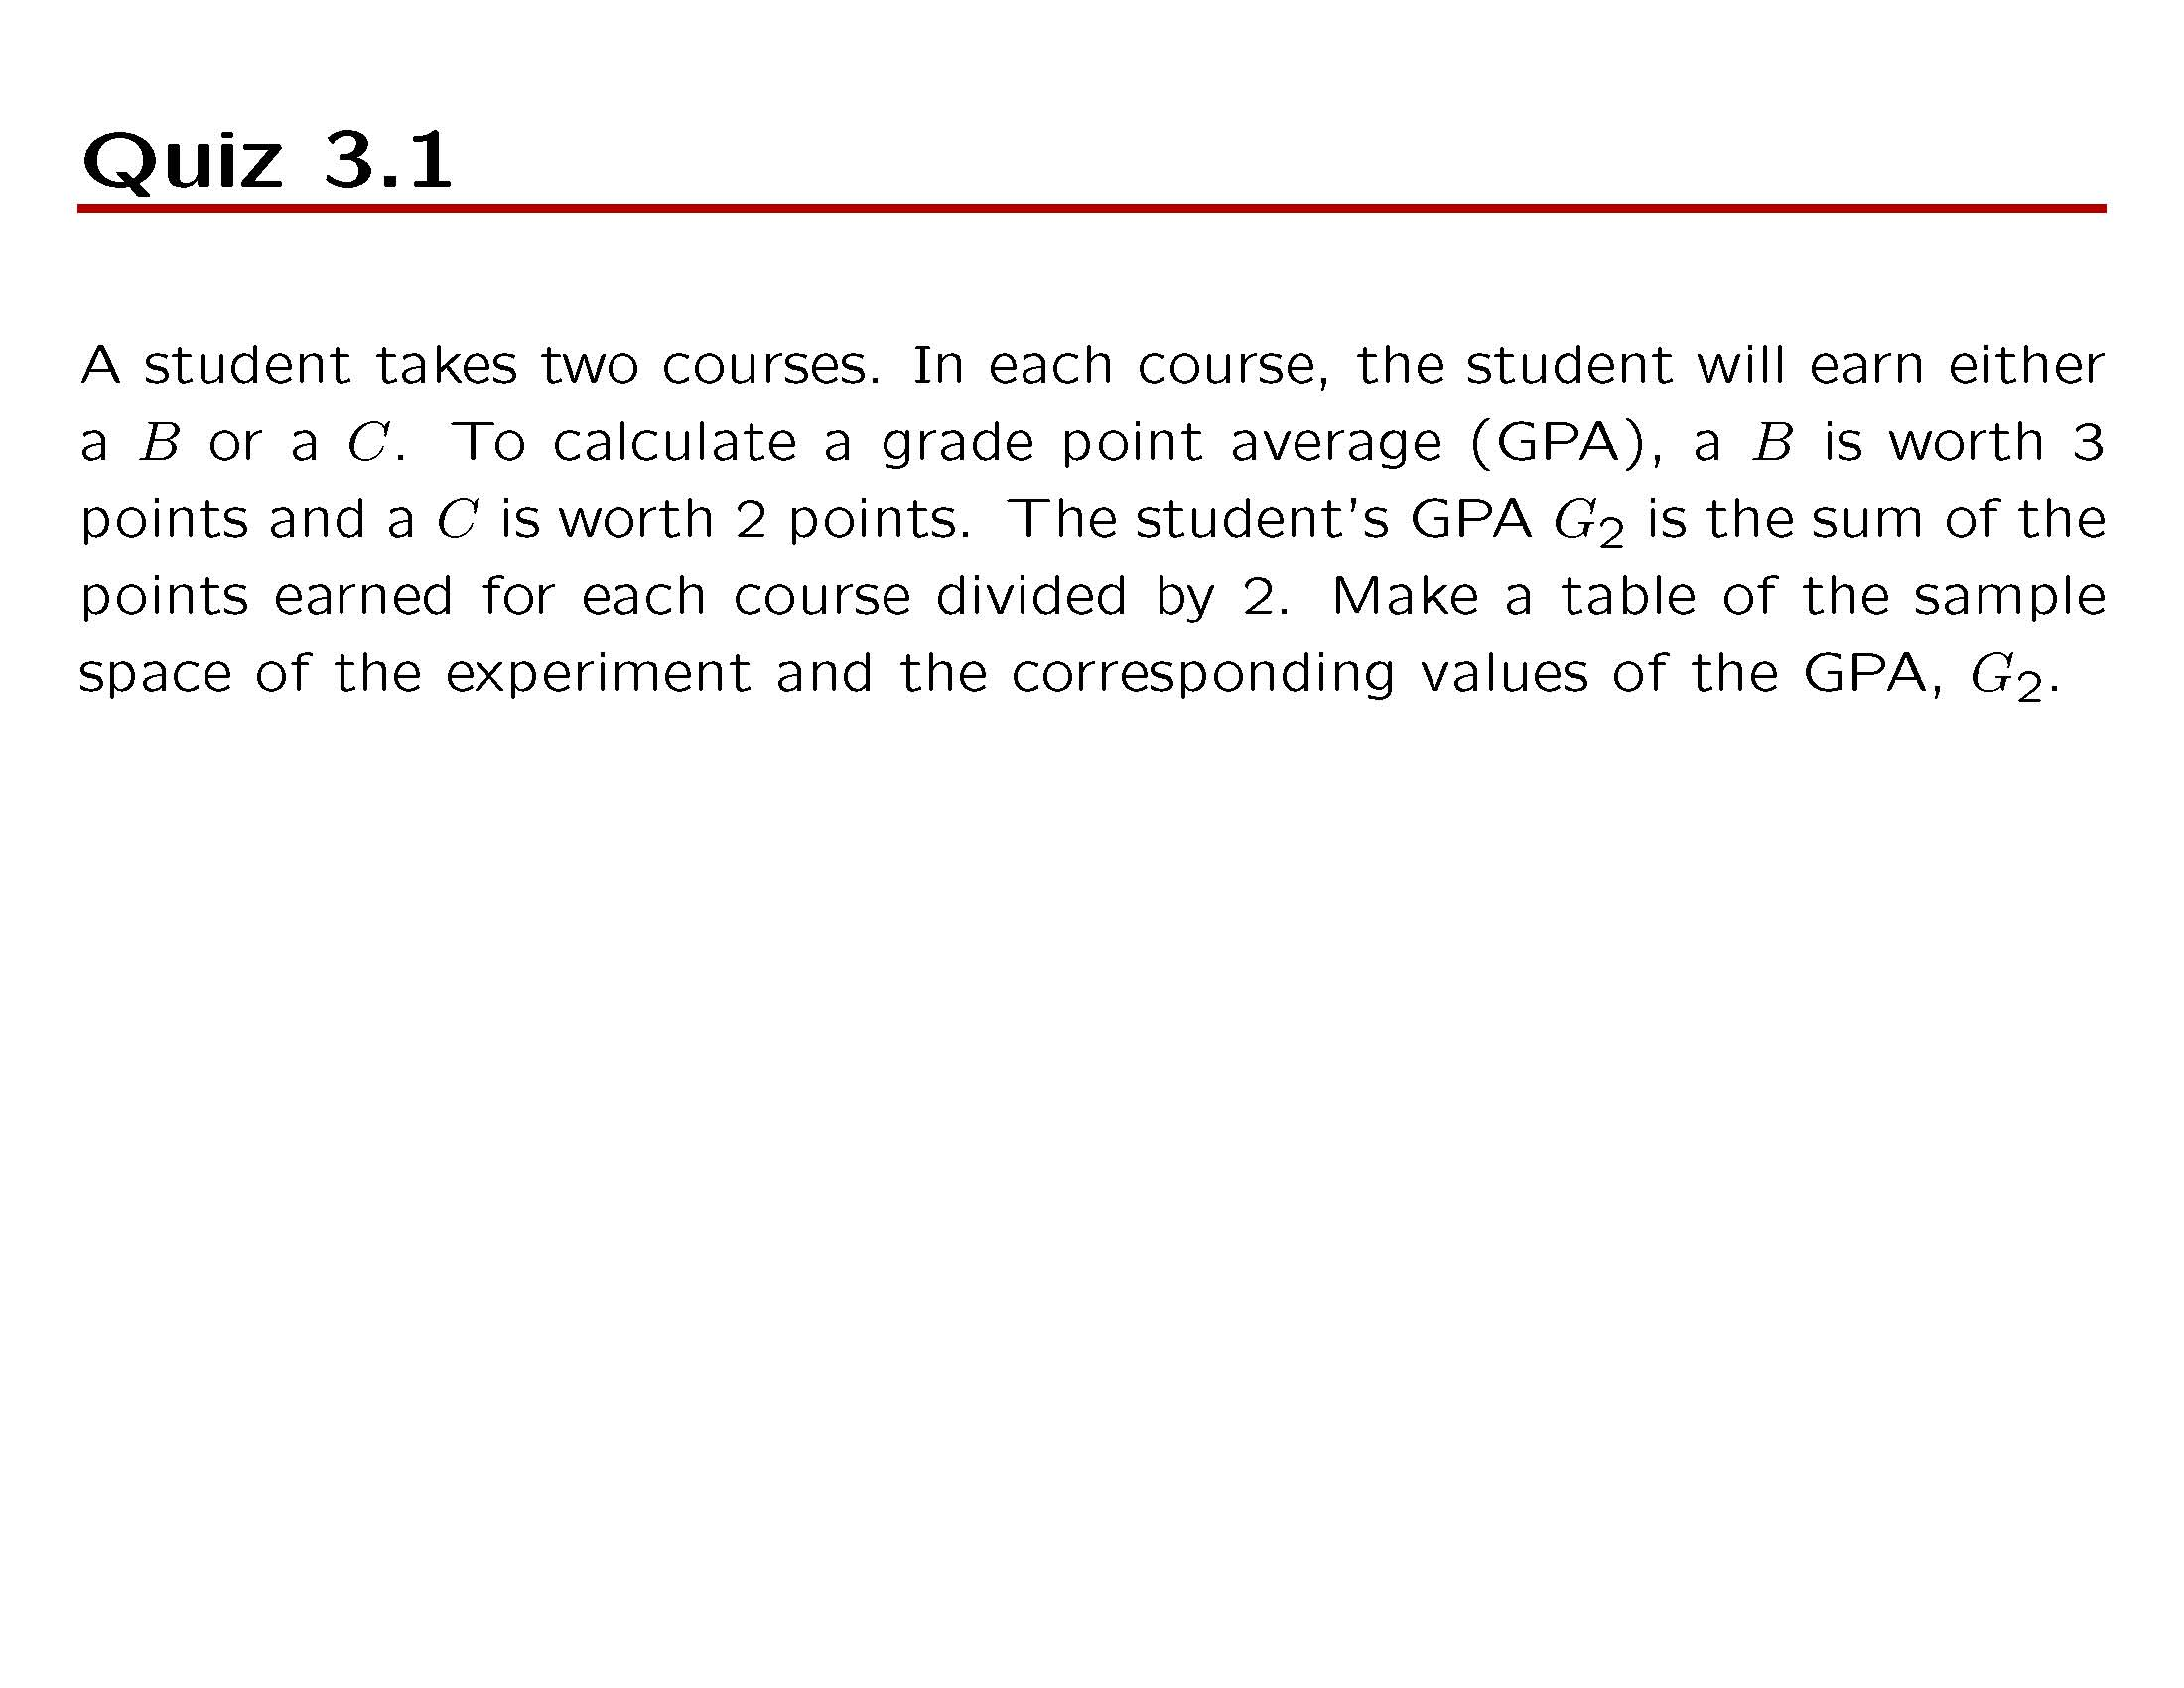 Quiz 3.1
A student takes two courses. In each course, the student will earn either
a B or a C. To calculate a grade point average (GPA), a B is worth 3
points and a C is worth 2 points. The student's GPA G₂ is the sum of the
points earned for each course divided by 2. Make a table of the sample
space of the experiment and the corresponding values of the GPA, G₂.